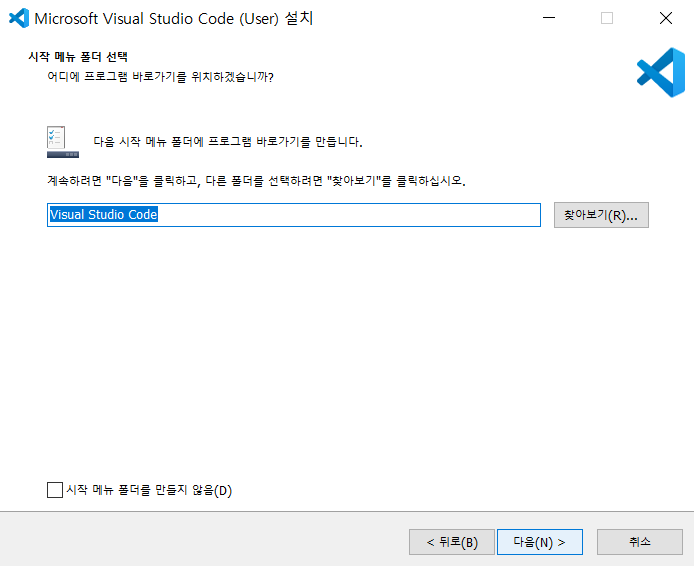 Microsoft Visual Studio Code (User) 설치
시작 메뉴 폴더 선택
어디에 프로그램 바로가기를 위치하겠습니까?
다음 시작 메뉴 폴더에 프로그램 바로가기를 만듭니다.
계속하려면 "다음"을 클릭하고, 다른 폴더를 선택하려면 "찾아보기"를 클릭하십시오.
Visual Studio Code
찾아보기(R)...
시작 메뉴 폴더를 만들지 않음(D)
< 뒤로(B)
다음(N) >
취소